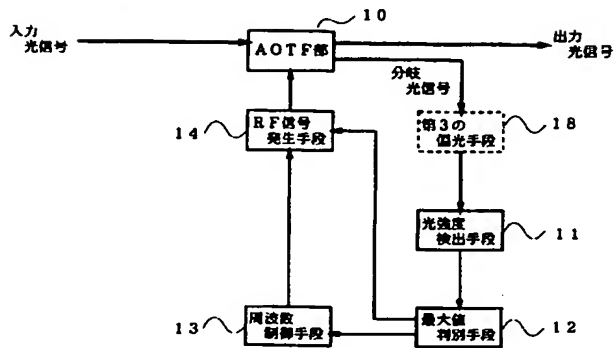 10
入力
光信号
AOTF部
出力
光信号
分岐
光信号
14
RF信号
発生手段
第3の
偏光手段
18
光強度
検出手段
11
13
周波数
制御手段
最大値
判別手段
12